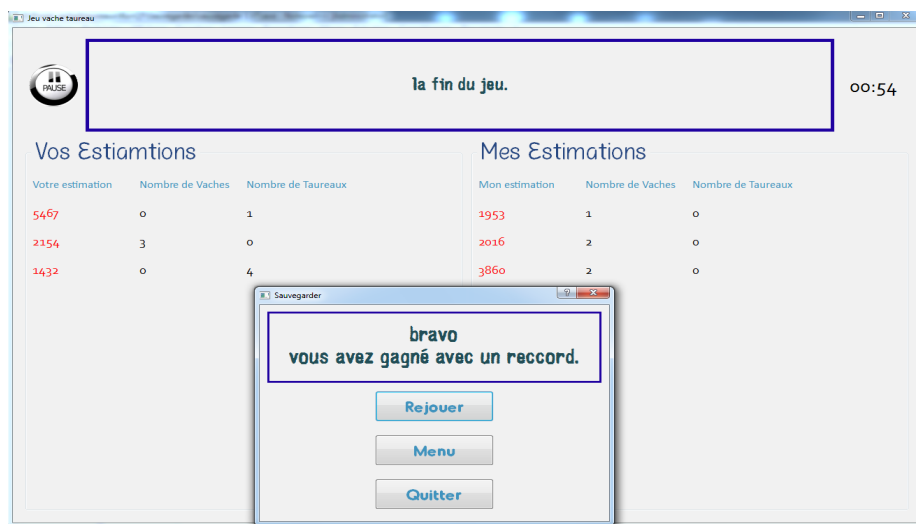 Jeu vache taureau
PAUSE
la fin du jeu.
00:54
Vos Estiamtions
Mes Estimations
Votre estimation Nombre de Vaches Nombre de Taureaux
Mon estimation Nombre de Vaches Nombre de Taureaux
5467 0 1
1953 1 0
2154 3 0
2016 2 0
1432 0 4
3860 2 0
Sauvegarder
bravo
vous avez gagné avec un reccord.
Rejouer
Menu
Quitter